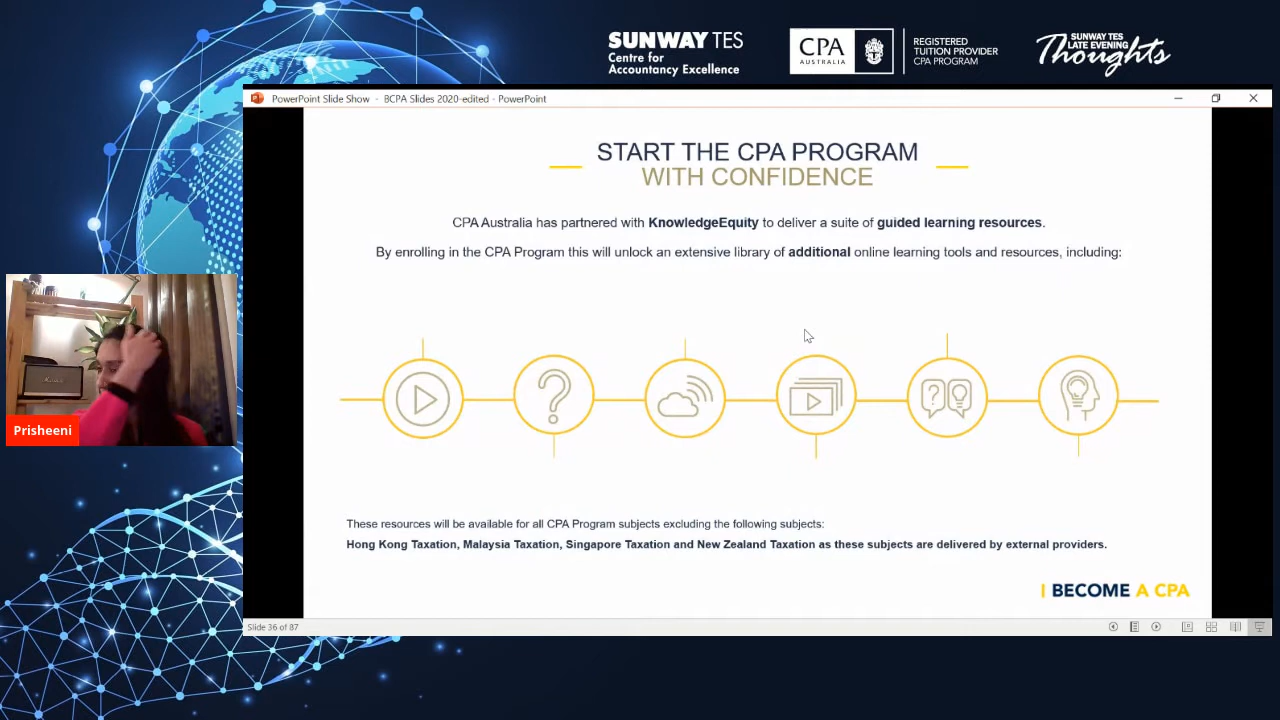 SUNWAY TES
Centre for
Accountancy Excellence
CPA
AUSTRALIA
REGISTERED
TUITION PROVIDER
CPA PROGRAM
SUNWAY TES
LATE EVENING
Thoughts
PowerPoint Slide Show - BCPA Slides 2020-edited - PowerPoint
START THE CPA PROGRAM
WITH CONFIDENCE
CPA Australia has partnered with KnowledgeEquity to deliver a suite of guided learning resources.
By enrolling in the CPA Program this will unlock an extensive library of additional online learning tools and resources, including:
These resources will be available for all CPA Program subjects excluding the following subjects:
Hong Kong Taxation, Malaysia Taxation, Singapore Taxation and New Zealand Taxation as these subjects are delivered by external providers.
Prisheeni
I BECOME A CPA
Slide 36 of 87